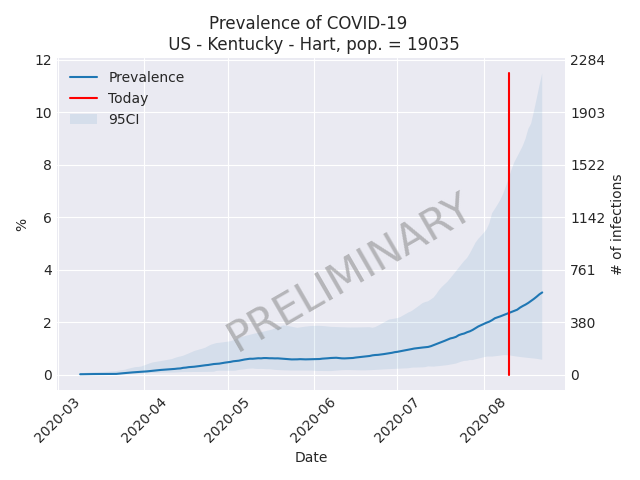 Prevalence of COVID-19
US - Kentucky - Hart, pop. = 19035
Prevalence
Today
95CI
12
10
8
6
4
2
0
%
2284
1903
1522
1142
761
380
0
# of infections
PRELIMINARY
2020-03
2020-04
2020-05
2020-06
2020-07
2020-08
Date